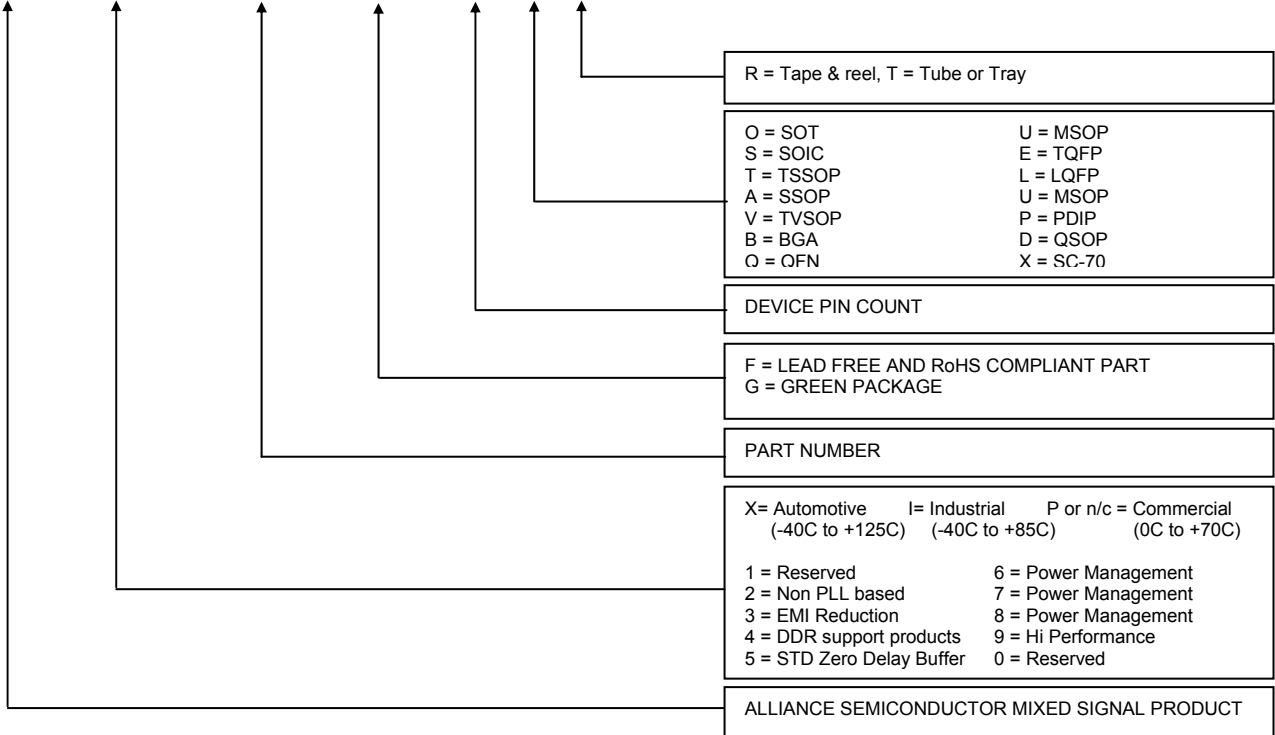 R = Tape & reel, T = Tube or Tray
O = SOT U = MSOP
S = SOIC E = TQFP
T = TSSOP L = LQFP
A = SSOP U = MSOP
V = TVSOP P = PDIP
B = BGA D = QSOP
Q = QFN X = SC-70
DEVICE PIN COUNT
F = LEAD FREE AND RoHS COMPLIANT PART
G = GREEN PACKAGE
PART NUMBER
X= Automotive I= Industrial P or n/c = Commercial
(-40C to +125C) (-40C to +85C) (0C to +70C)
1 = Reserved 6 = Power Management
2 = Non PLL based 7 = Power Management
3 = EMI Reduction 8 = Power Management
4 = DDR support products 9 = Hi Performance
5 = STD Zero Delay Buffer 0 = Reserved
ALLIANCE SEMICONDUCTOR MIXED SIGNAL PRODUCT